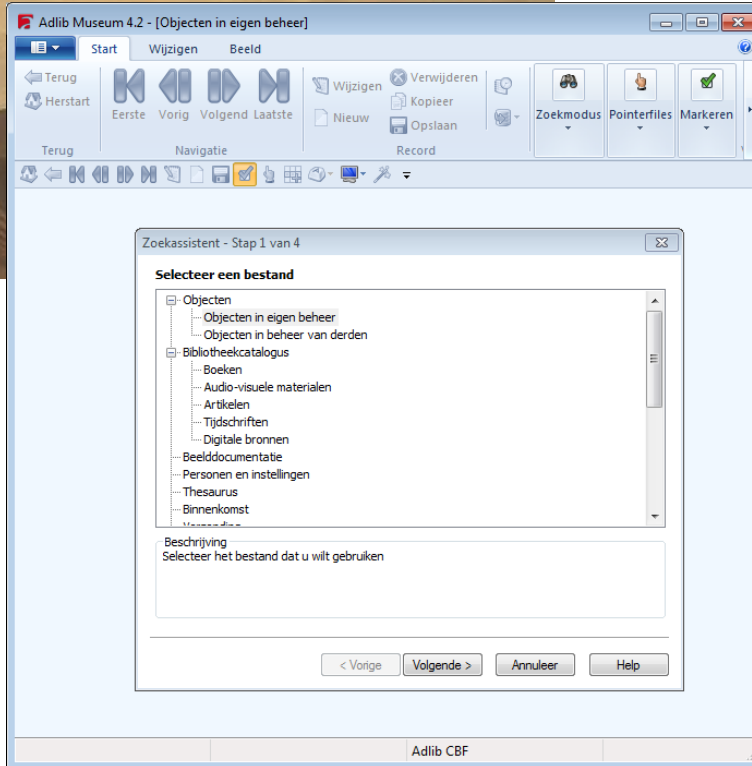 Adlib Museum 4.2 - [Objecten in eigen beheer]
Start Wijzigen Beeld
Terug
Herstart
Eerste Vorig Volgend Laatste
Wijzigen
Nieuw
Verwijderen
Kopieer
Opslaan
Zoekmodus Pointerfiles Markeren
Terug Navigatie Record
Zoekassistent - Stap 1 van 4
Selecteer een bestand
Objecten
Objecten in eigen beheer
Objecten in beheer van derden
Bibliotheekcatalogus
Boeken
Audio-visuele materialen
Artikelen
Tijdschriften
Digitale bronnen
Beelddocumentatie
Personen en instellingen
Thesaurus
Binnenkomst
Beschrijving
Selecteer het bestand dat u wilt gebruiken
< Vorige Volgende > Annuleer Help
Adlib CBF